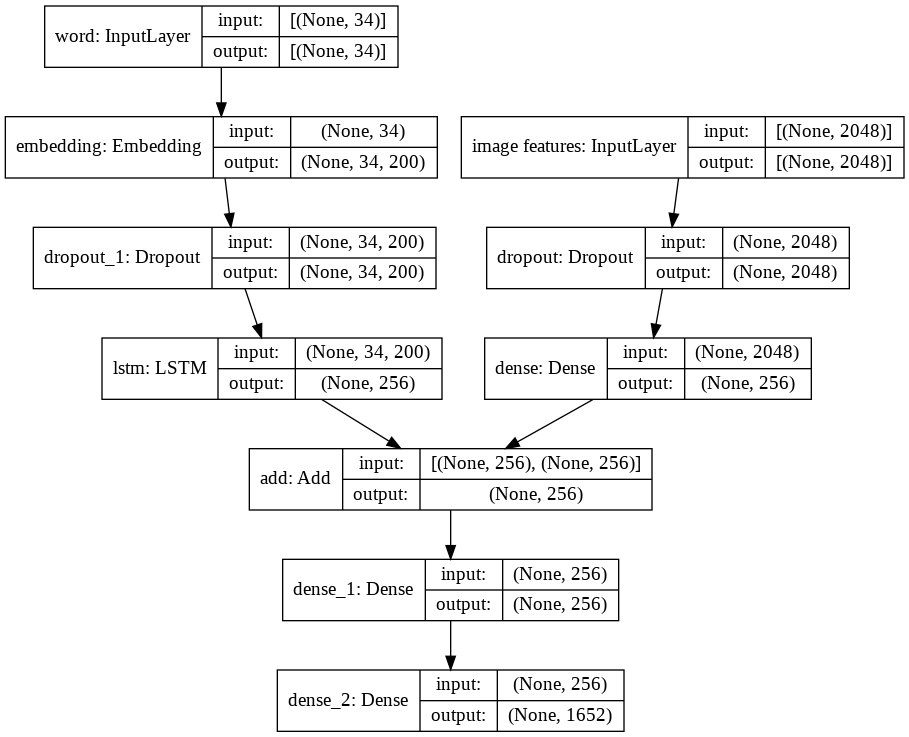 word: InputLayer
input: [(None, 34)]
output: [(None, 34)]
embedding: Embedding
input: (None, 34)
output: (None, 34, 200)
image features: InputLayer
input: [(None, 2048)]
output: [(None, 2048)]
dropout_1: Dropout
input: (None, 34, 200)
output: (None, 34, 200)
dropout: Dropout
input: (None, 2048)
output: (None, 2048)
lstm: LSTM
input: (None, 34, 200)
output: (None, 256)
dense: Dense
input: (None, 2048)
output: (None, 256)
add: Add
input: [(None, 256), (None, 256)]
output: (None, 256)
dense_1: Dense
input: (None, 256)
output: (None, 256)
dense_2: Dense
input: (None, 256)
output: (None, 1652)